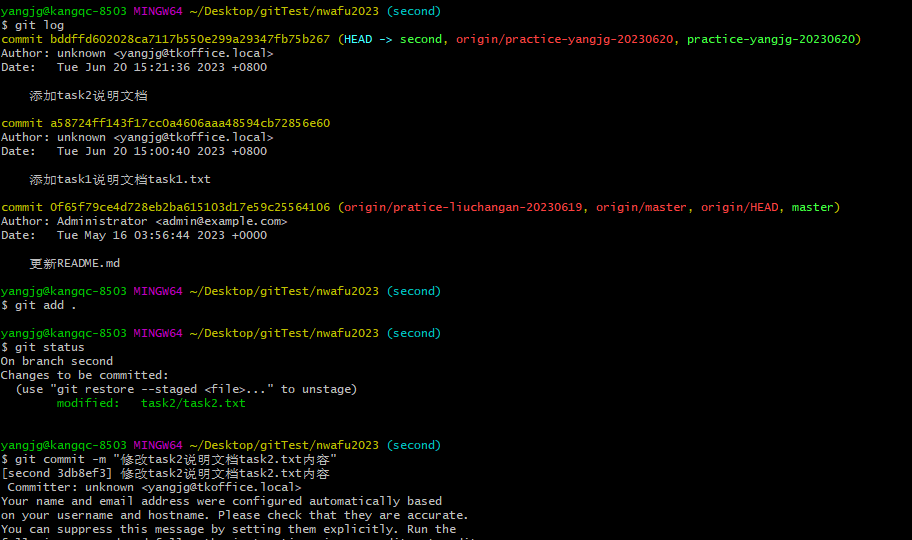 yangjg@kangqc-8503 MINGW64 ~/Desktop/gitTest/nwafu2023 (second)
$ git log
commit bddffd602028ca7117b550e299a29347fb75b267 (HEAD -> second, origin/practice-yangjg-20230620, practice-yangjg-20230620)
Author: unknown <yangjg@tkoffice.local>
Date:   Tue Jun 20 15:21:36 2023 +0800

    添加task2说明文档

commit a58724ff143f17cc0a4606aaa48594cb72856e60
Author: unknown <yangjg@tkoffice.local>
Date:   Tue Jun 20 15:00:40 2023 +0800

    添加task1说明文档task1.txt

commit 0f65f79ce4d728eb2ba615103d17e59c25564106 (origin/pratice-liuchangan-20230619, origin/master, origin/HEAD, master)
Author: Administrator <admin@example.com>
Date:   Tue May 16 03:56:44 2023 +0000

    更新README.md

yangjg@kangqc-8503 MINGW64 ~/Desktop/gitTest/nwafu2023 (second)
$ git add .

yangjg@kangqc-8503 MINGW64 ~/Desktop/gitTest/nwafu2023 (second)
$ git status
On branch second
Changes to be committed:
  (use "git restore --staged <file>..." to unstage)
        modified:   task2/task2.txt

yangjg@kangqc-8503 MINGW64 ~/Desktop/gitTest/nwafu2023 (second)
$ git commit -m "修改task2说明文档task2.txt内容"
[second 3db8ef3] 修改task2说明文档task2.txt内容
 Committer: unknown <yangjg@tkoffice.local>
Your name and email address were configured automatically based
on your username and hostname. Please check that they are accurate.
You can suppress this message by setting them explicitly. Run the